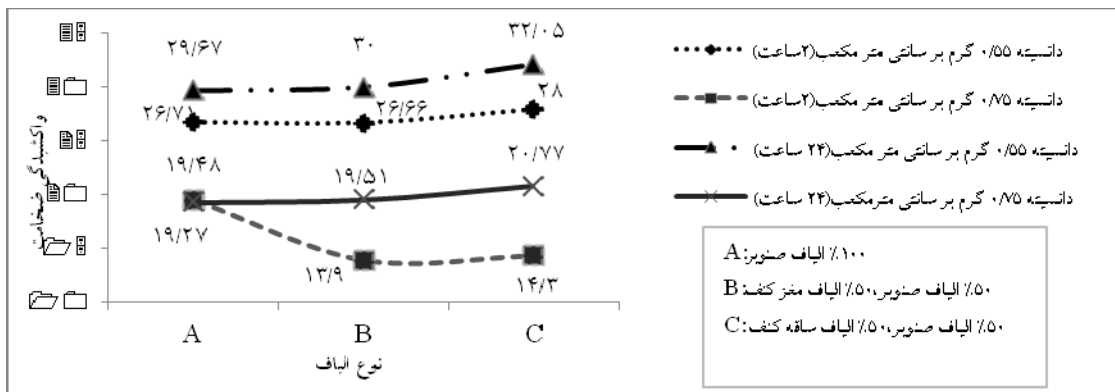 ۳۲/۰۵
۳۰
۲۹/۶۷
۲۸
۲۶/۶۶
۲۶/۷۱
۲۰/۷۷
۱۹/۵۱
۱۹/۴۸
۱۹/۲۷
۱۳/۹
۱۴/۳
واکشیدگی ضخامت
A B C
نوع الیاف
دانسیته ۰/۵۵ گرم بر سانتی متر مکعب(۲ساعت)
دانسیته ۰/۷۵ گرم بر سانتی متر مکعب(۲ساعت)
دانسیته ۰/۵۵ گرم بر سانتی متر مکعب(۲۴ ساعت)
دانسیته ۰/۷۵ گرم بر سانتی مترمکعب(۲۴ ساعت)
A:۱۰۰٪ الیاف صنوبر
B:۵۰٪ الیاف صنوبر،۵۰٪ الیاف مغز کنف
C:۵۰٪ الیاف صنوبر،۵۰٪ الیاف ساقه کنف